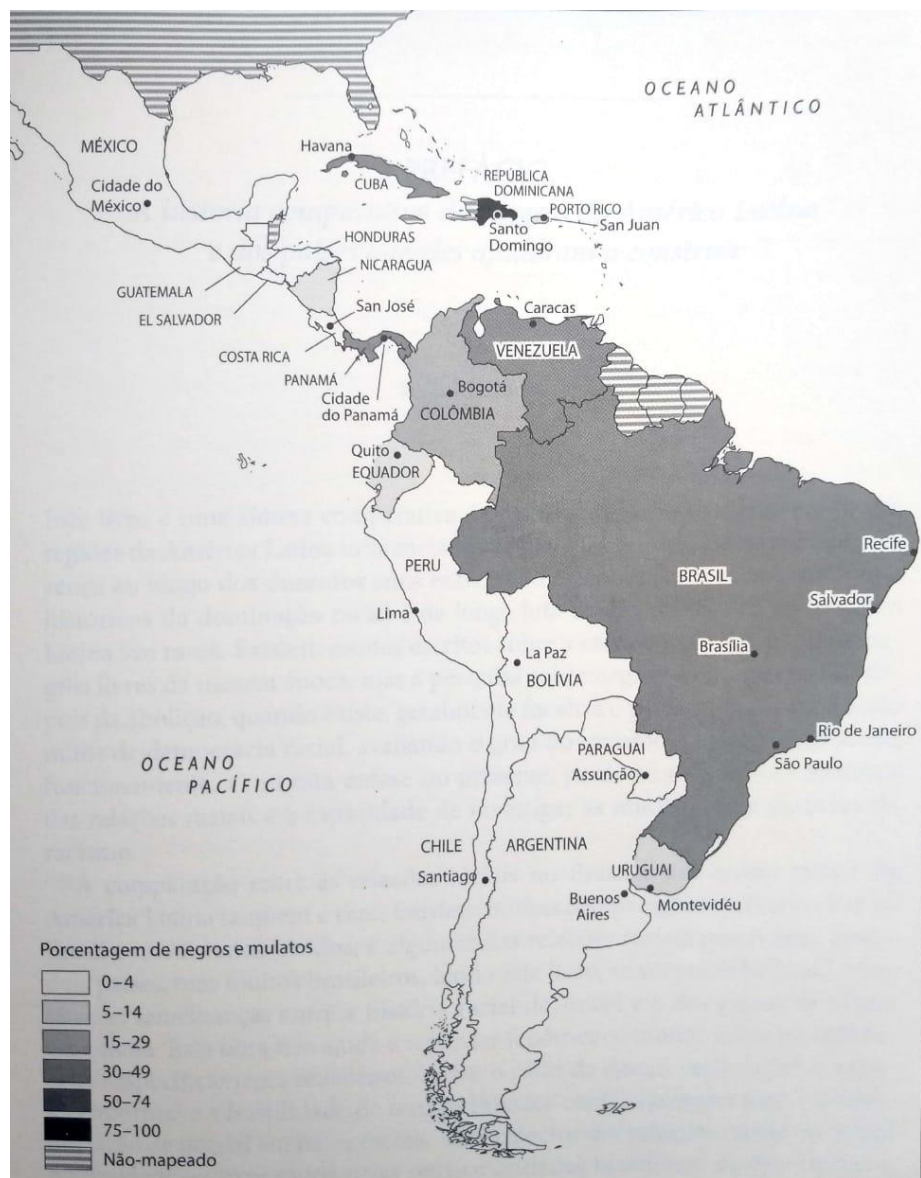 OCEANO
ATLÂNTICO
MÉXICO
Cidade do
México
Havana
CUBA
REPÚBLICA
DOMINICANA
PORTO RICO
San Juan
Santo
Domingo
HONDURAS
NICARAGUA
GUATEMALA
EL SALVADOR
San José
COSTA RICA
PANAMÁ
Cidade
do Panamá
Caracas
VENEZUELA
Bogotá
COLÔMBIA
Quito
EQUADOR
PERU
Lima
BRASIL
Recife
Salvador
Brasília
La Paz
BOLÍVIA
Rio de Janeiro
São Paulo
PARAGUAI
Assunção
OCEANO
PACÍFICO
CHILE
ARGENTINA
Santiago
URUGUAI
Buenos
Aires
Montevidéu
Porcentagem de negros e mulatos
0–4
5–14
15–29
30–49
50–74
75–100
Não-mapeado